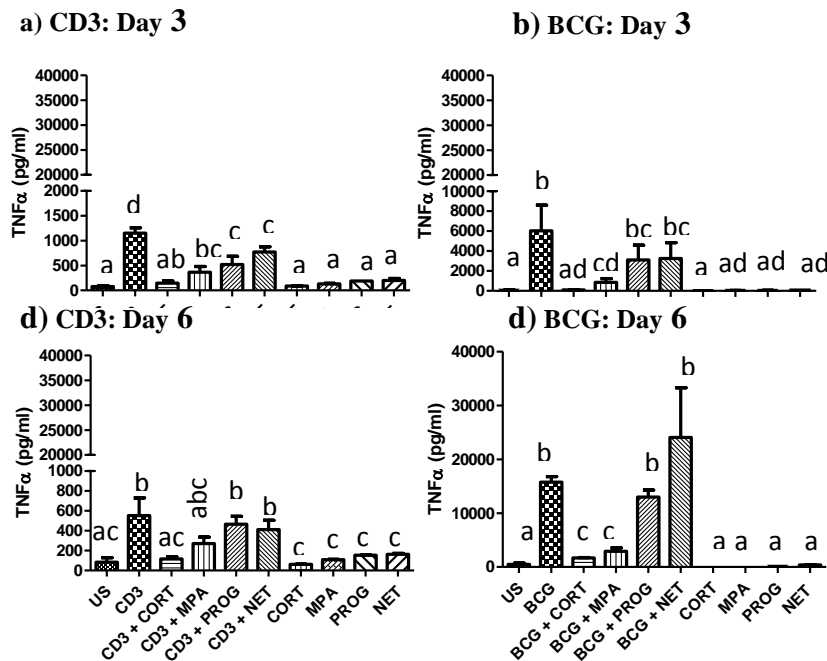 a) CD3: Day 3
40000
35000
30000
25000
20000
2000
1500
1000
500
0
TNFα (pg/ml)
a
d
ab
bc
c
c
a
a
a
a
b) BCG: Day 3
40000
35000
30000
25000
20000
10000
8000
6000
4000
2000
0
TNFα (pg/ml)
a
b
ad
cd
bc
bc
a
ad
ad
ad
d) CD3: Day 6
40000
35000
30000
25000
20000
1000
800
600
400
200
0
TNFα (pg/ml)
ac
b
ac
abc
b
b
c
c
c
c
US
CD3
CD3 + CORT
CD3 + MPA
CD3 + PROG
CD3 + NET
CORT
MPA
PROG
NET
d) BCG: Day 6
40000
30000
20000
10000
0
TNFα (pg/ml)
a
b
c
c
b
b
a
a
a
a
US
BCG
BCG + CORT
BCG + MPA
BCG + PROG
BCG + NET
CORT
MPA
PROG
NET